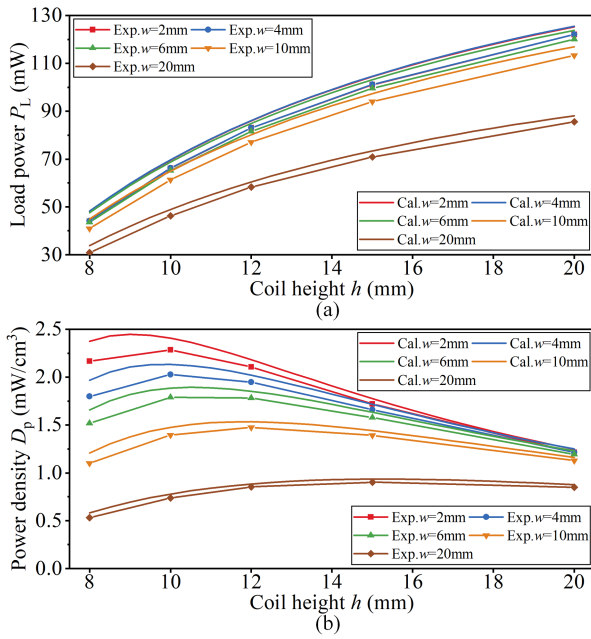 (a)
130
110
90
70
50
30
Load power P_L (mW)
Exp.w=2mm Exp.w=4mm
Exp.w=6mm Exp.w=10mm
Exp.w=20mm
Cal.w=2mm Cal.w=4mm
Cal.w=6mm Cal.w=10mm
Cal.w=20mm
8 10 12 14 16 18 20
Coil height h (mm)
(a)
2.5
2.0
1.5
1.0
0.5
0.0
Power density D_p (mW/cm³)
Cal.w=2mm Cal.w=4mm
Cal.w=6mm Cal.w=10mm
Cal.w=20mm
Exp.w=2mm Exp.w=4mm
Exp.w=6mm Exp.w=10mm
Exp.w=20mm
8 10 12 14 16 18 20
Coil height h (mm)
(b)